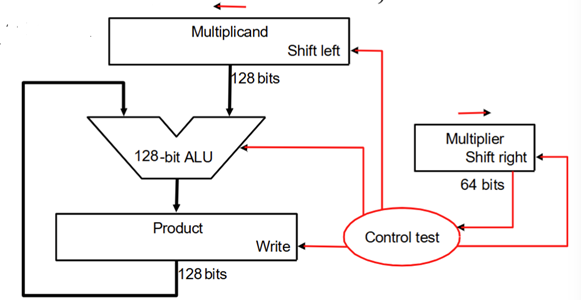 Multiplicand
Shift left
128 bits
128-bit ALU
Multiplier
Shift right
64 bits
Product
Write
Control test
128 bits